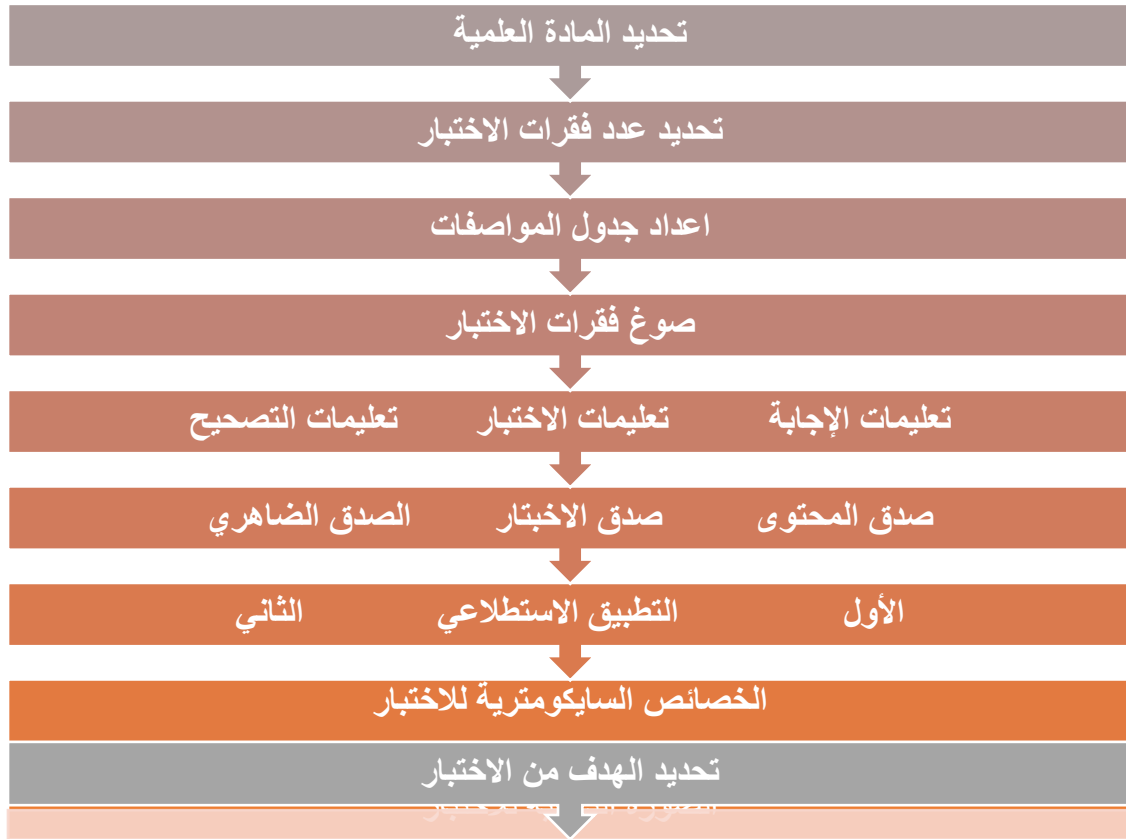 تحديد المادة العلمية
تحديد عدد فقرات الاختبار
اعداد جدول المواصفات
صوغ فقرات الاختبار
تعليمات الإجابة تعليمات الاختبار تعليمات التصحيح
صدق المحتوى صدق الاخبتار الصدق الضاهري
الأول التطبيق الاستطلاعي الثاني
الخصائص السايكومترية للاختبار
تحديد الهدف من الاختبار